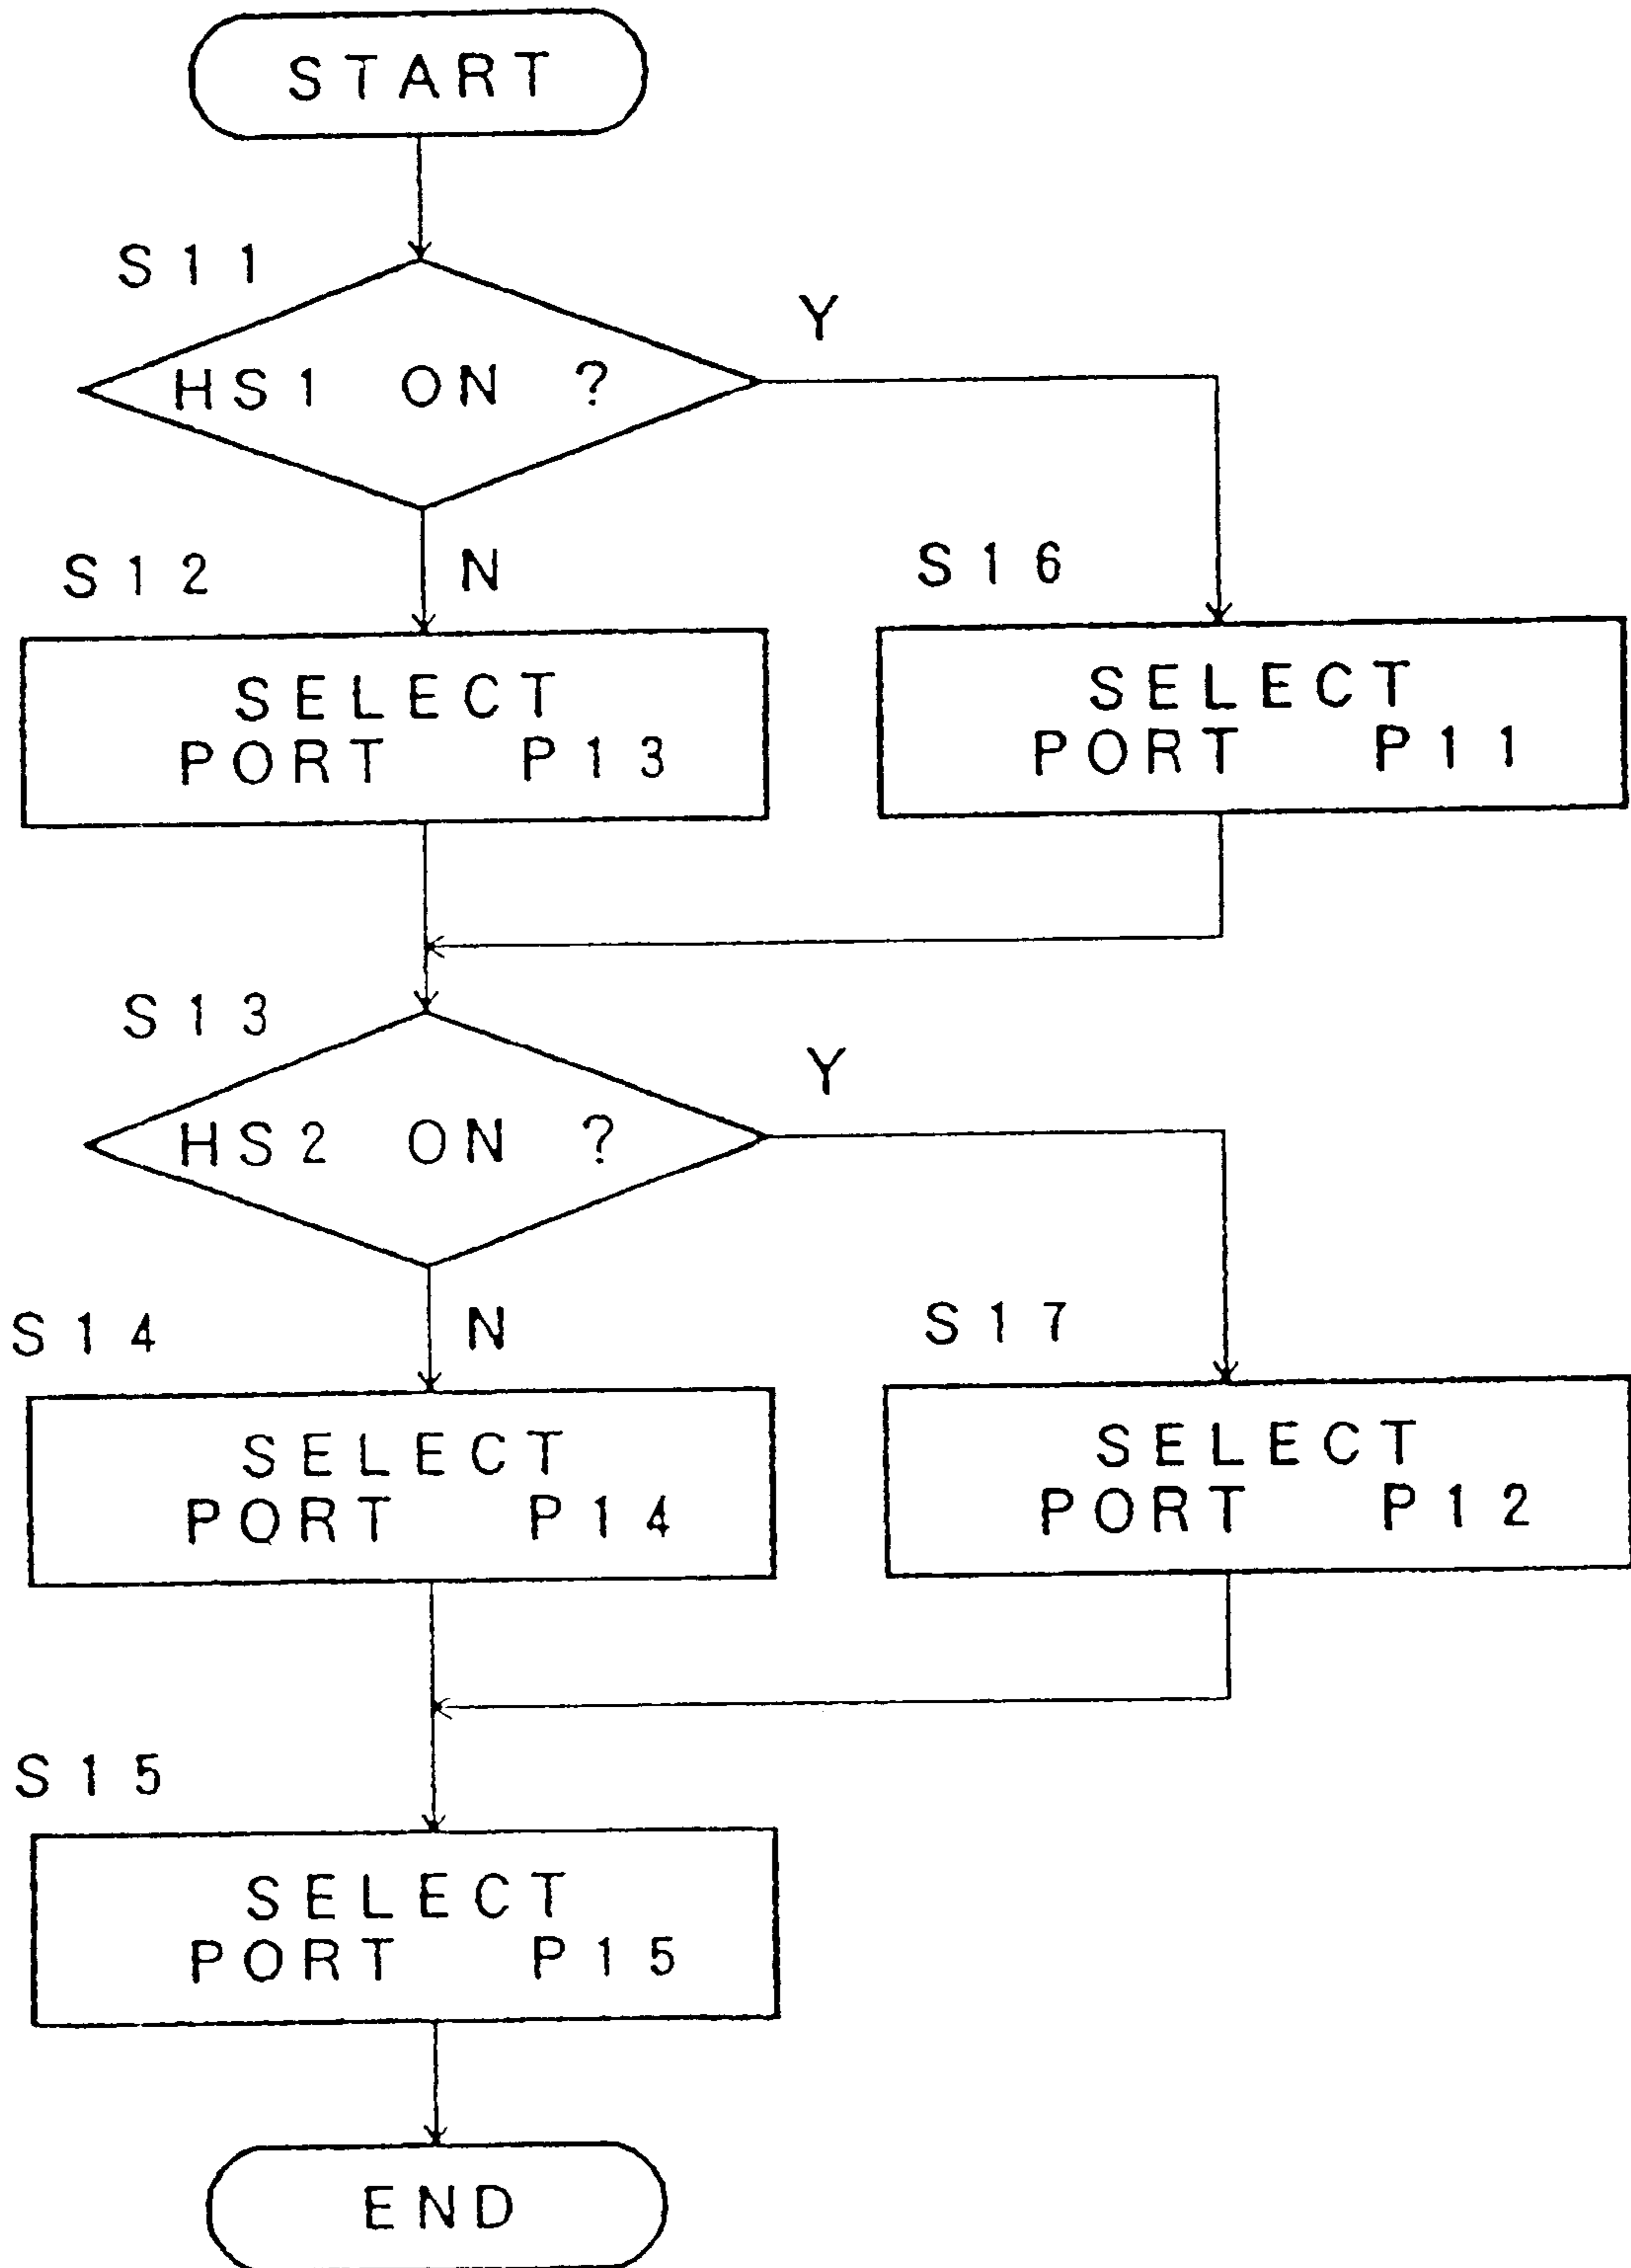 START
S11
HS1 ON ?
Y
S12
N
S16
SELECT
PORT P13
SELECT
PORT P11
S13
HS2 ON ?
Y
S14
N
S17
SELECT
PORT P14
SELECT
PORT P12
S15
SELECT
PORT P15
END